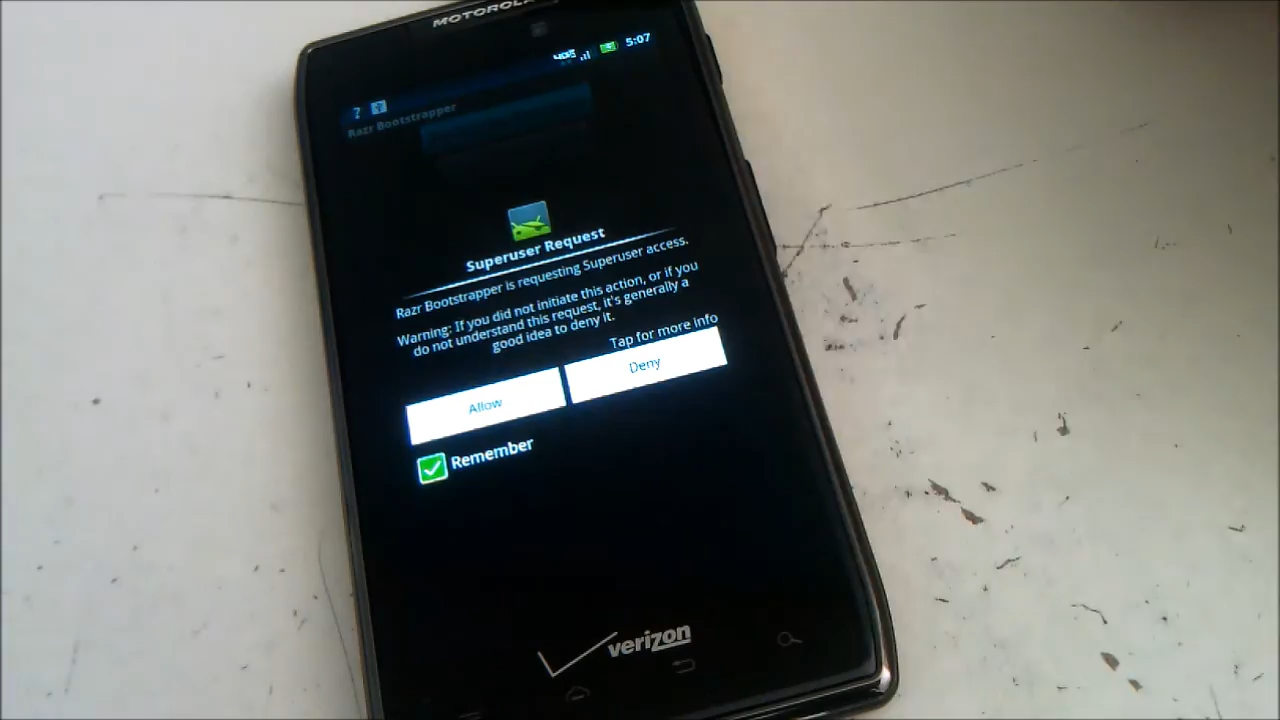 MOTOROLA
4G 5:07
?
Razr Bootstrapper
Superuser Request
Razr Bootstrapper is requesting Superuser access.
Warning: If you did not initiate this action, or if you
do not understand this request, it's generally a
good idea to deny it.
Tap for more info
Allow
Deny
Remember
verizon